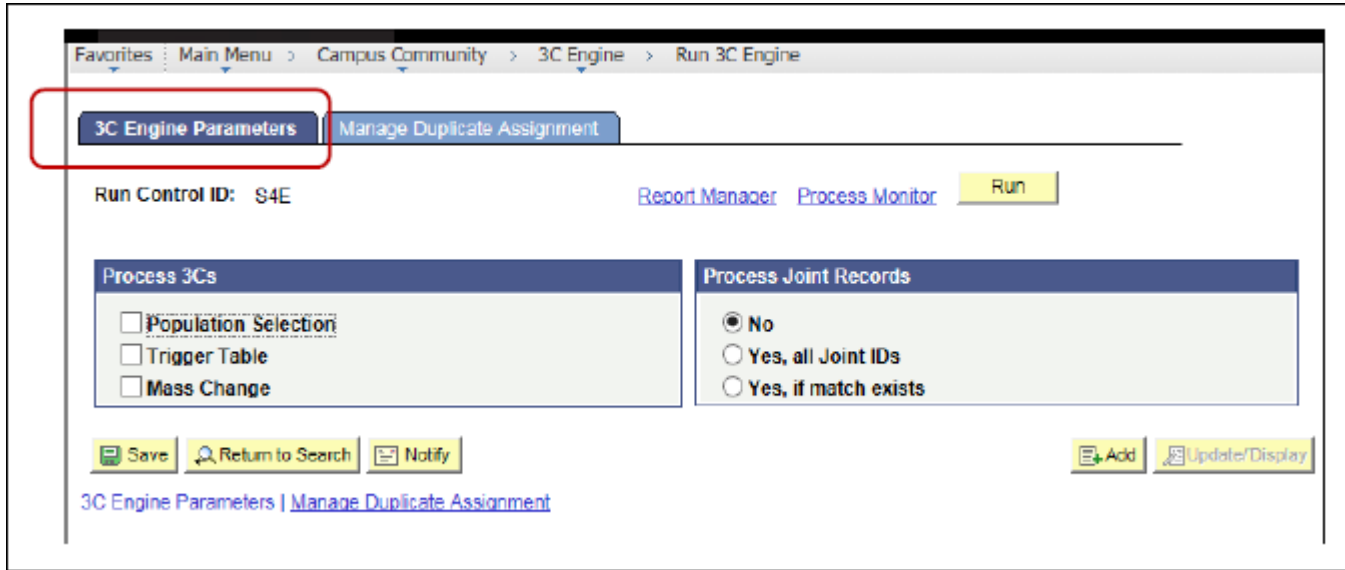 Favorites Main Menu > Campus Community > 3C Engine > Run 3C Engine
3C Engine Parameters Manage Duplicate Assignment
Run Control ID: S4E Report Manager Process Monitor Run
Process 3Cs
Population Selection
Trigger Table
Mass Change
Process Joint Records
No
Yes, all Joint IDs
Yes, if match exists
Save Return to Search Notify Add Update/Display
3C Engine Parameters | Manage Duplicate Assignment